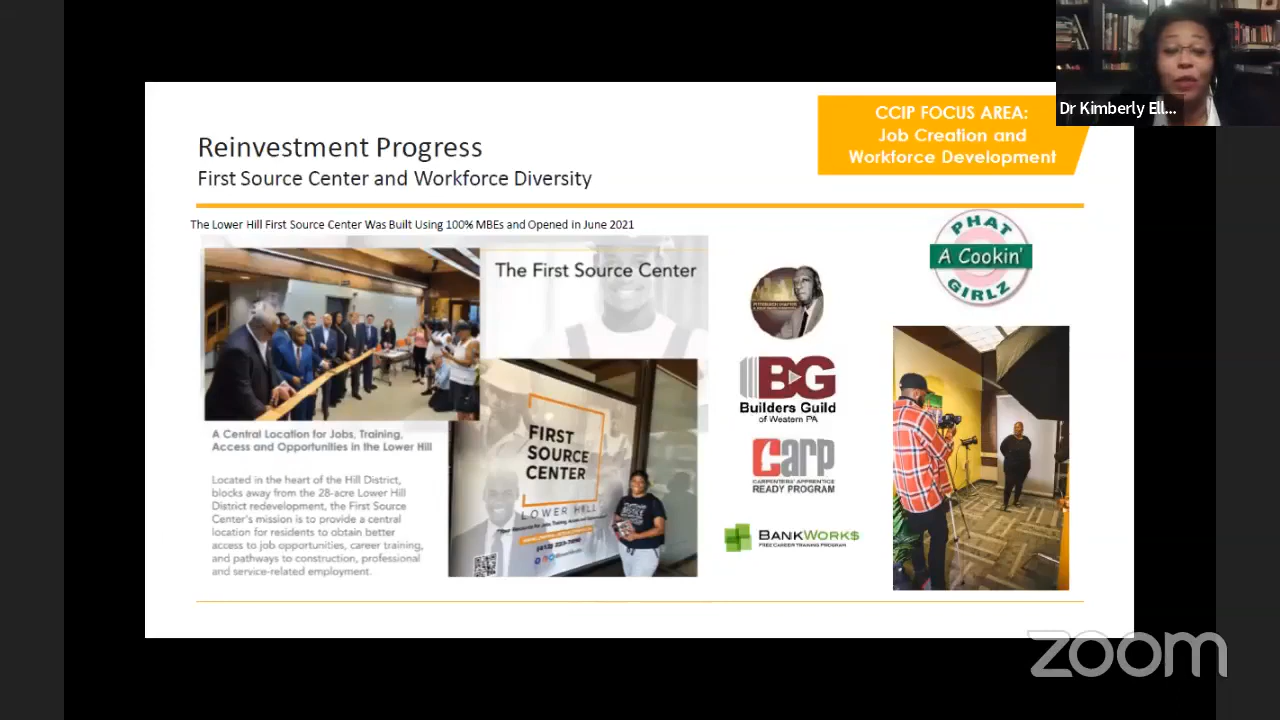 Dr Kimberly Ell...
CCIP FOCUS AREA:
Job Creation and
Workforce Development
Reinvestment Progress
First Source Center and Workforce Diversity
The Lower Hill First Source Center Was Built Using 100% MBEs and Opened in June 2021
The First Source Center
A Central Location for Jobs, Training,
Access and Opportunities in the Lower Hill
Located in the heart of the Hill District,
blocks away from the 28-acre Lower Hill
District redevelopment, the First Source
Center's mission is to provide a central
location for residents to obtain better
access to job opportunities, career training,
and pathways to construction, professional
and service-related employment.
FIRST
SOURCE
CENTER
LOWER HILL
BG
Builders Guild
of Western PA
Carp
CARPENTERS' APPRENTICE
READY PROGRAM
BANKWORK$
FREE CAREER TRAINING PROGRAM
PHAT
A Cookin'
GIRLZ
zoom